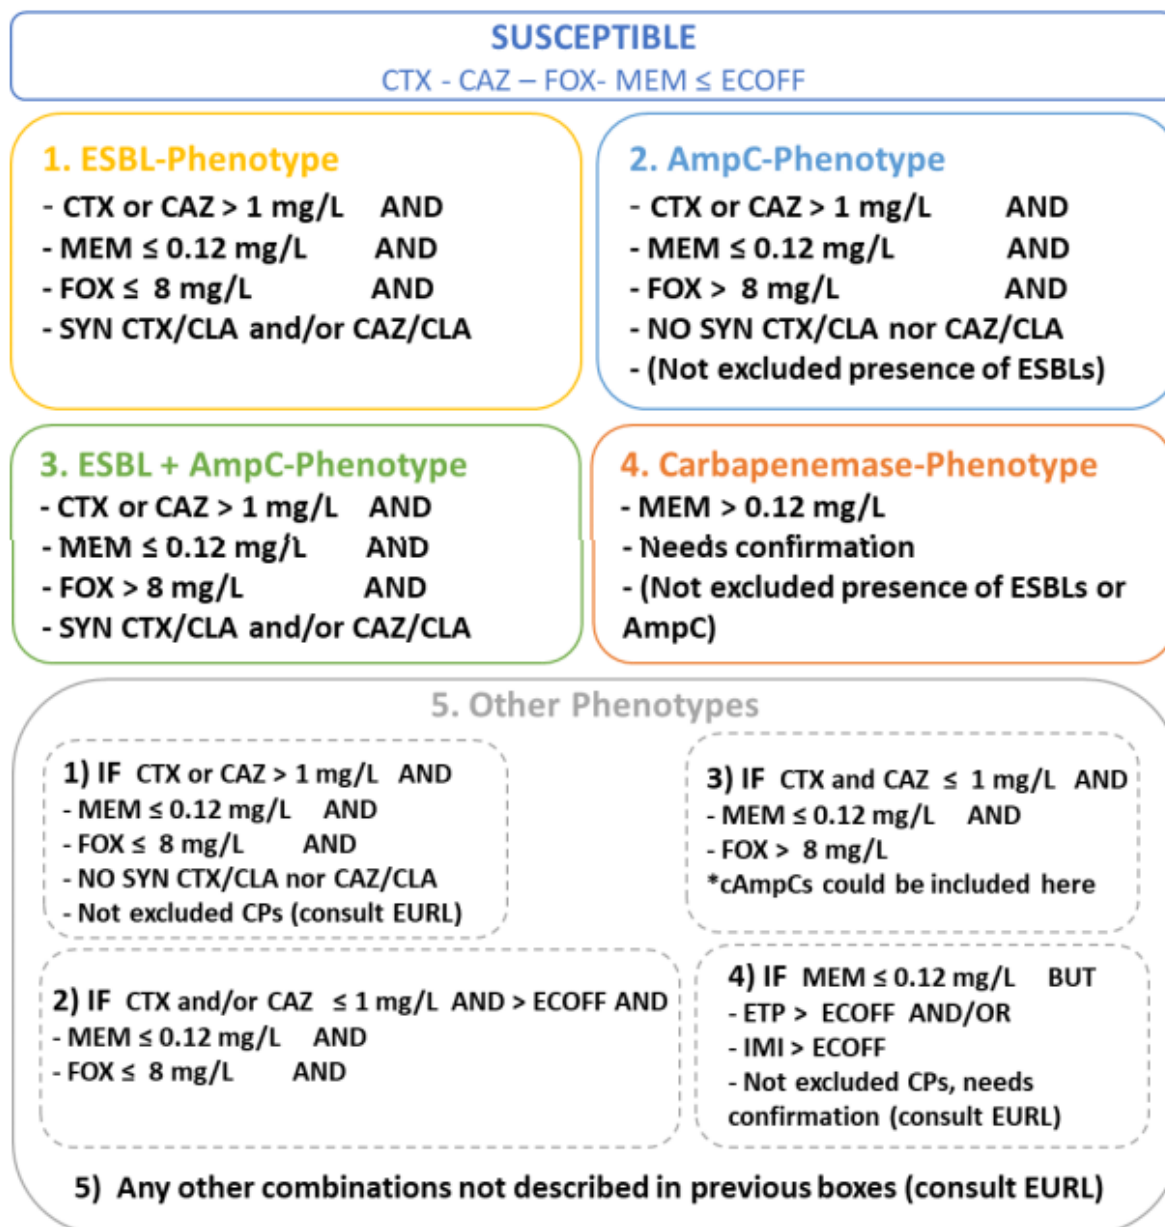 SUSCEPTIBLE
CTX - CAZ – FOX- MEM ≤ ECOFF
1. ESBL-Phenotype
- CTX or CAZ > 1 mg/L AND
- MEM ≤ 0.12 mg/L AND
- FOX ≤ 8 mg/L AND
- SYN CTX/CLA and/or CAZ/CLA
2. AmpC-Phenotype
- CTX or CAZ > 1 mg/L AND
- MEM ≤ 0.12 mg/L AND
- FOX > 8 mg/L AND
- NO SYN CTX/CLA nor CAZ/CLA
- (Not excluded presence of ESBLs)
3. ESBL + AmpC-Phenotype
- CTX or CAZ > 1 mg/L AND
- MEM ≤ 0.12 mg/L AND
- FOX > 8 mg/L AND
- SYN CTX/CLA and/or CAZ/CLA
4. Carbapenemase-Phenotype
- MEM > 0.12 mg/L
- Needs confirmation
- (Not excluded presence of ESBLs or
AmpC)
5. Other Phenotypes
1) IF CTX or CAZ > 1 mg/L AND
- MEM ≤ 0.12 mg/L AND
- FOX ≤ 8 mg/L AND
- NO SYN CTX/CLA nor CAZ/CLA
- Not excluded CPs (consult EURL)
3) IF CTX and CAZ ≤ 1 mg/L AND
- MEM ≤ 0.12 mg/L AND
- FOX > 8 mg/L
*cAmpCs could be included here
2) IF CTX and/or CAZ ≤ 1 mg/L AND > ECOFF AND
- MEM ≤ 0.12 mg/L AND
- FOX ≤ 8 mg/L AND
4) IF MEM ≤ 0.12 mg/L BUT
- ETP > ECOFF AND/OR
- IMI > ECOFF
- Not excluded CPs, needs
confirmation (consult EURL)
5) Any other combinations not described in previous boxes (consult EURL)